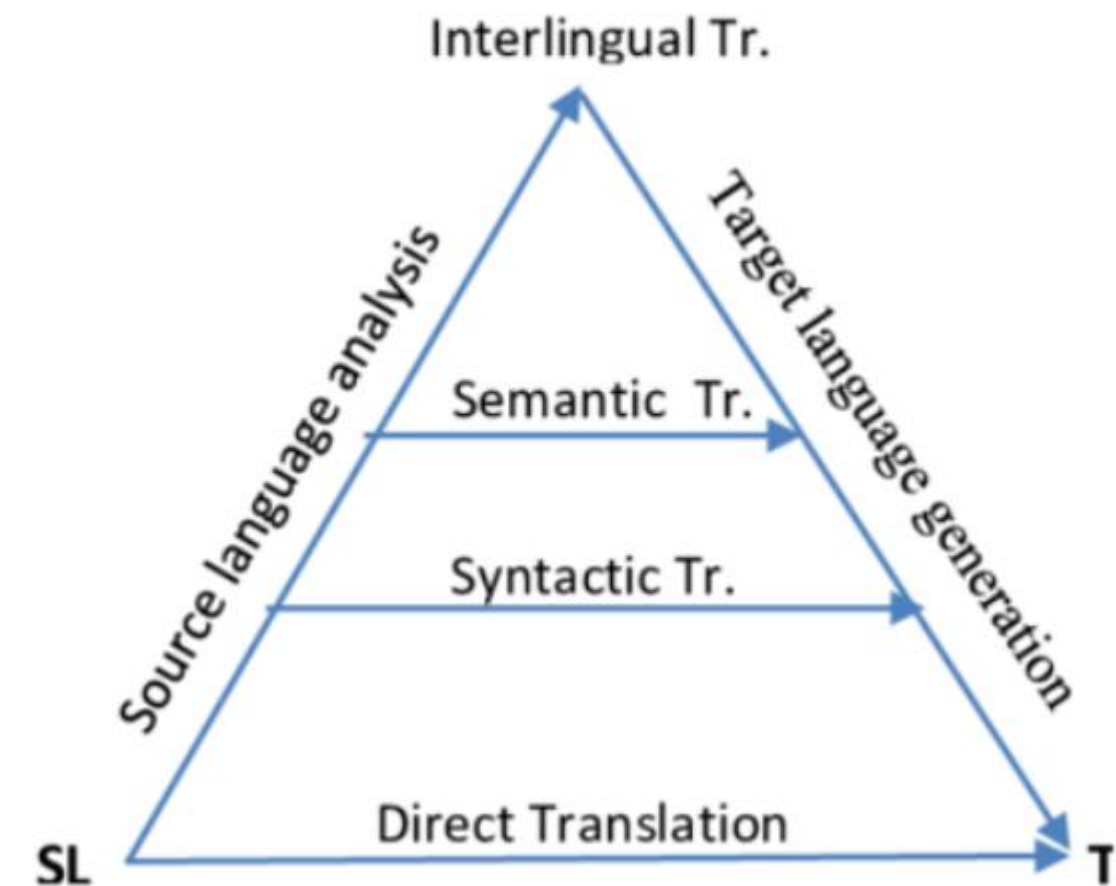 Interlingual Tr.
Source language analysis
Target language generation
Semantic Tr.
Syntactic Tr.
Direct Translation
SL
T